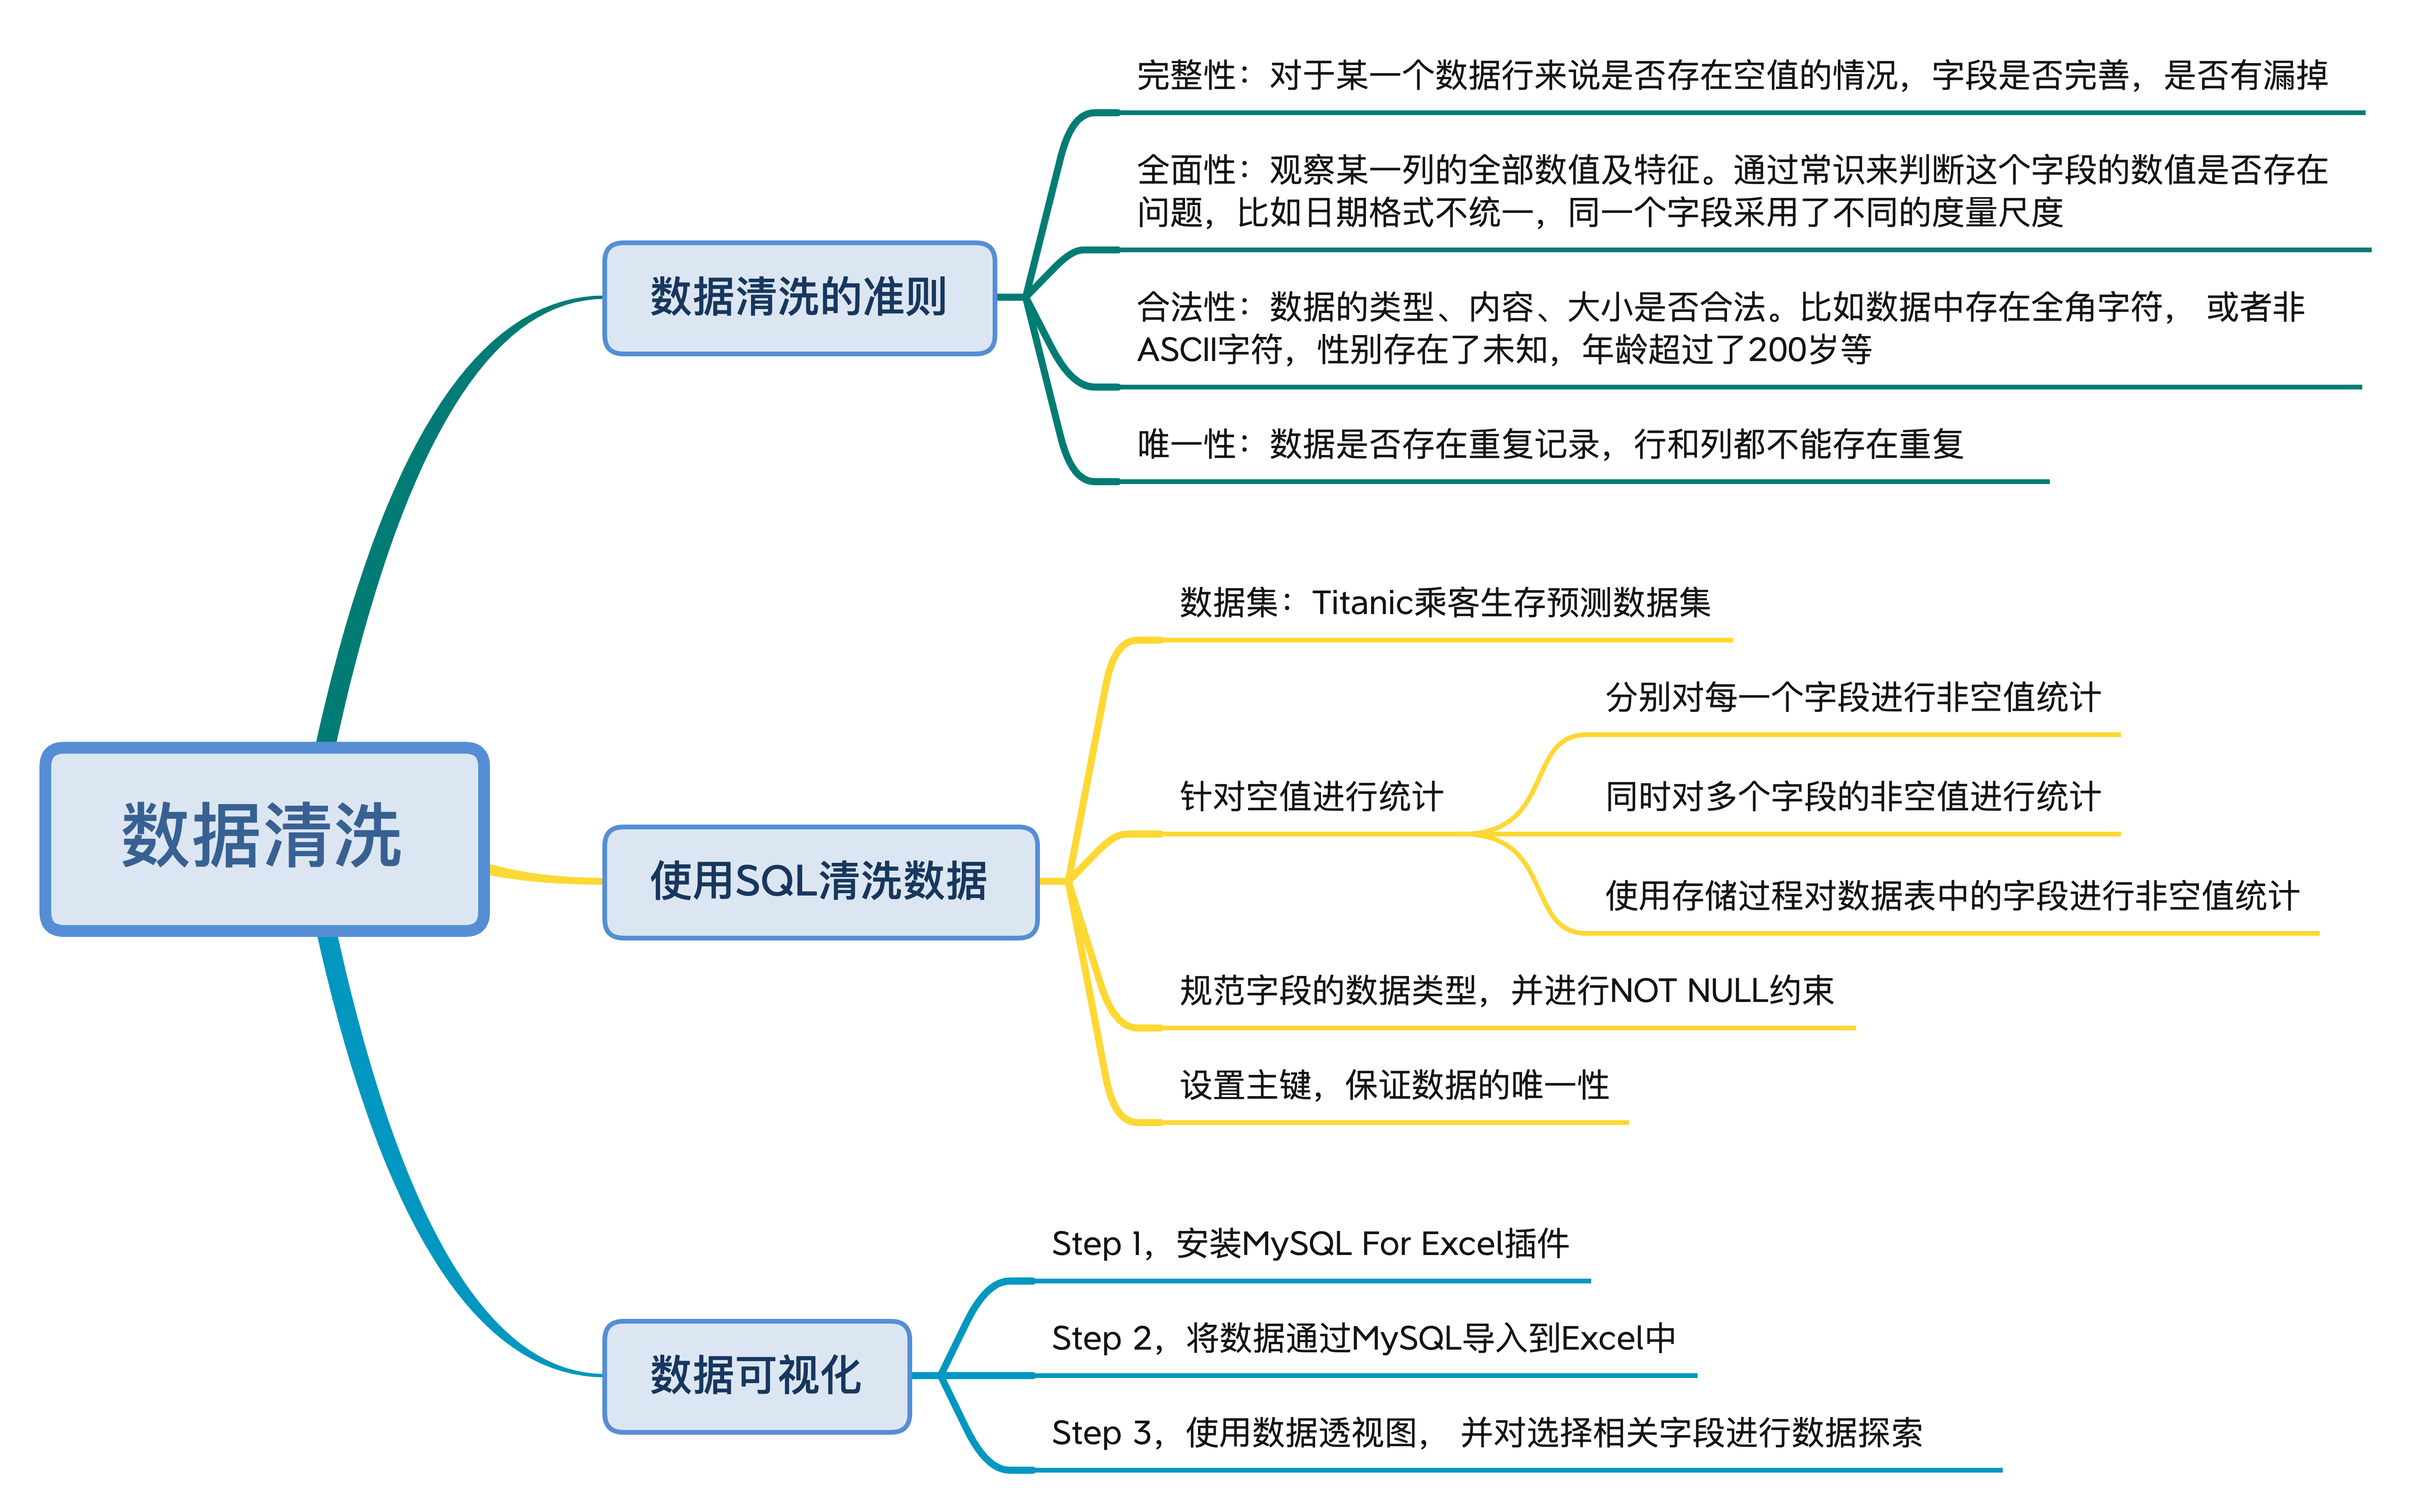 数据清洗
数据清洗的准则
完整性：对于某一个数据行来说是否存在空值的情况，字段是否完善，是否有漏掉
全面性：观察某一列的全部数值及特征。通过常识来判断这个字段的数值是否存在
问题，比如日期格式不统一，同一个字段采用了不同的度量尺度
合法性：数据的类型、内容、大小是否合法。比如数据中存在全角字符， 或者非
ASCII字符，性别存在了未知，年龄超过了200岁等
唯一性：数据是否存在重复记录，行和列都不能存在重复
使用SQL清洗数据
数据集：Titanic乘客生存预测数据集
针对空值进行统计
分别对每一个字段进行非空值统计
同时对多个字段的非空值进行统计
使用存储过程对数据表中的字段进行非空值统计
规范字段的数据类型，并进行NOT NULL约束
设置主键，保证数据的唯一性
数据可视化
Step 1，安装MySQL For Excel插件
Step 2，将数据通过MySQL导入到Excel中
Step 3，使用数据透视图， 并对选择相关字段进行数据探索